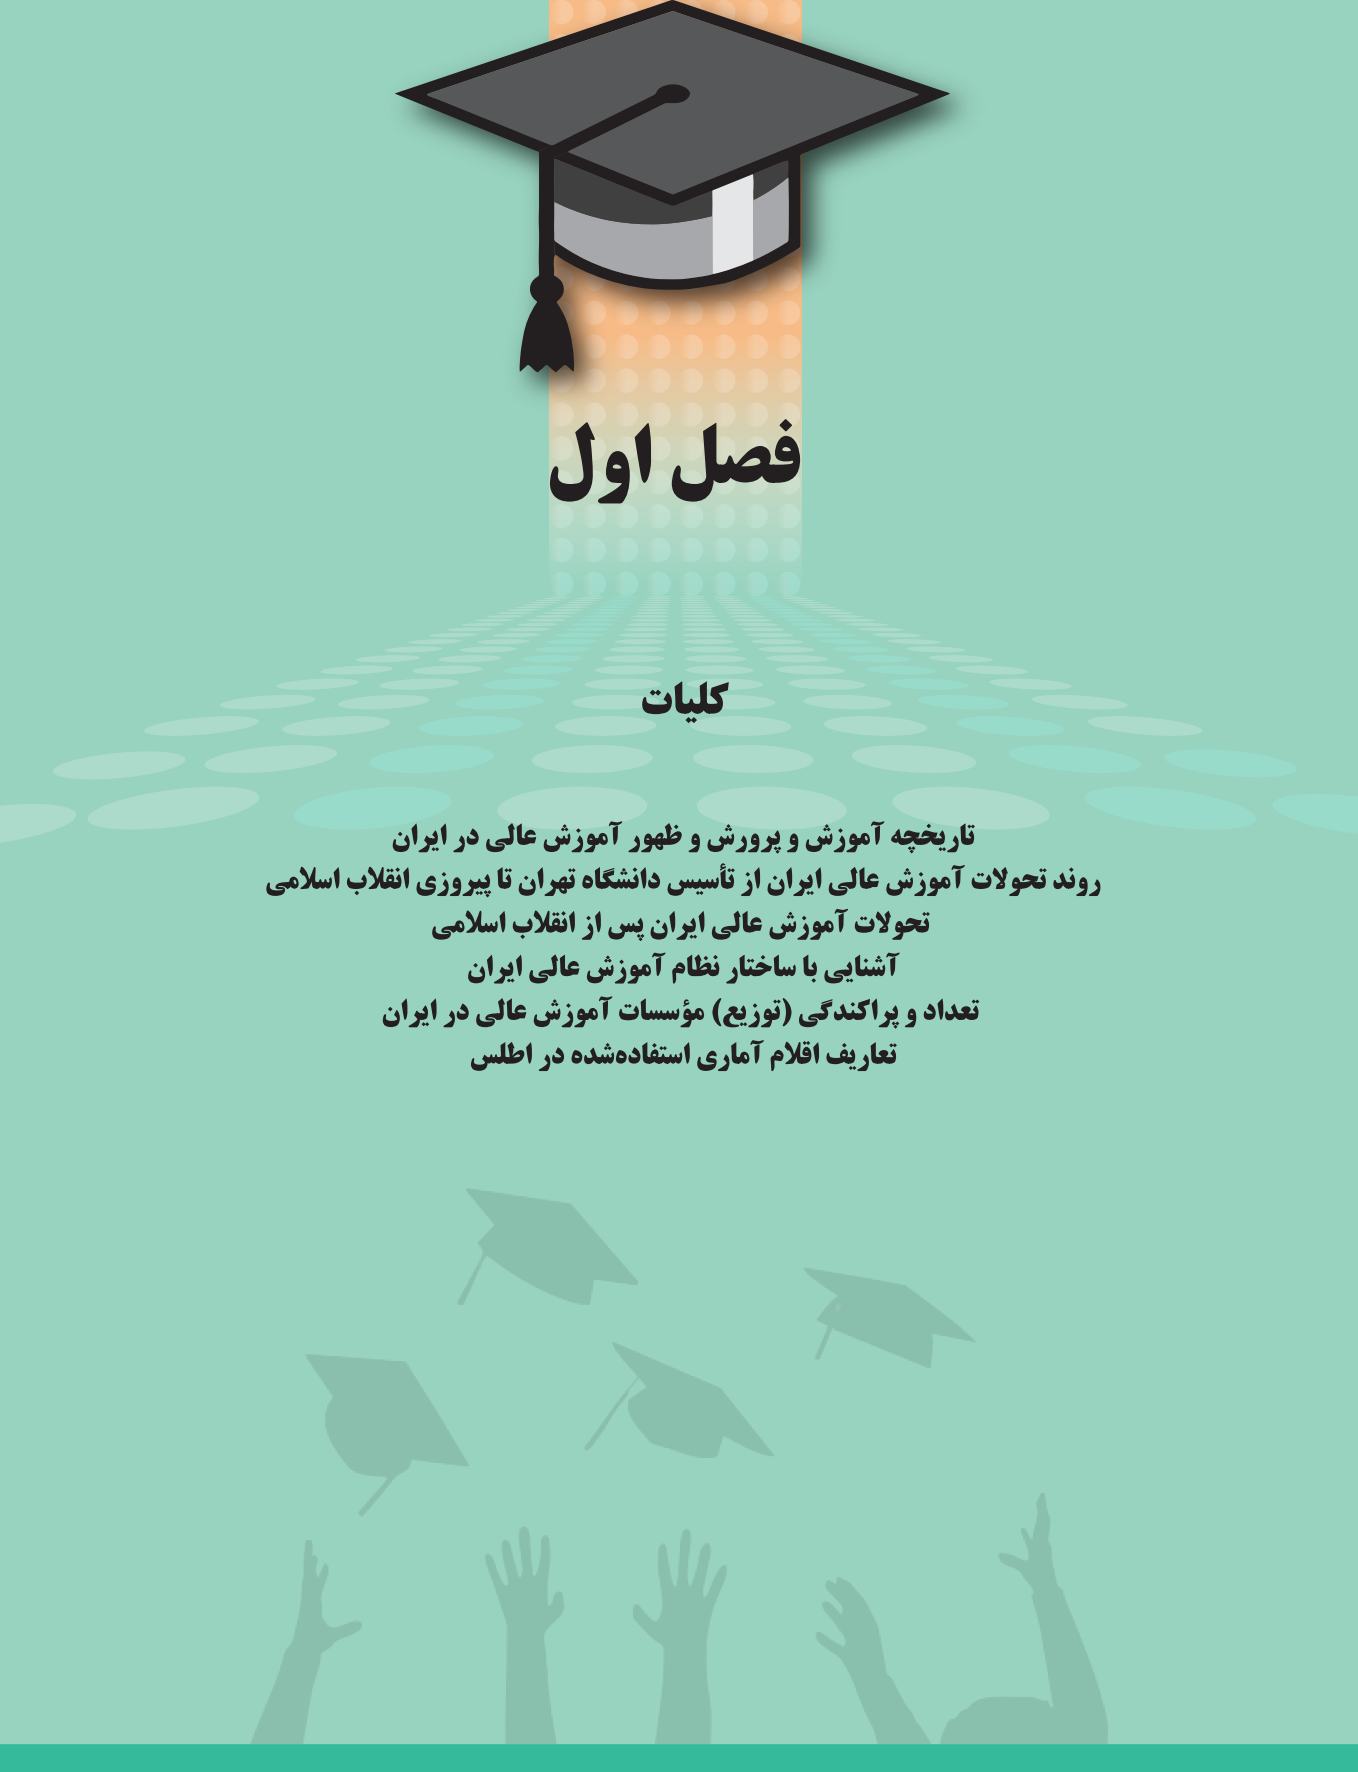 فصل اول
کلیات
تاریخچه آموزش و پرورش و ظهور آموزش عالی در ایران
روند تحولات آموزش عالی ایران از تأسیس دانشگاه تهران تا پیروزی انقلاب اسلامی
تحولات آموزش عالی ایران پس از انقلاب اسلامی
آشنایی با ساختار نظام آموزش عالی ایران
تعداد و پراکندگی (توزیع) مؤسسات آموزش عالی در ایران
تعاریف اقلام آماری استفاده‌شده در اطلس